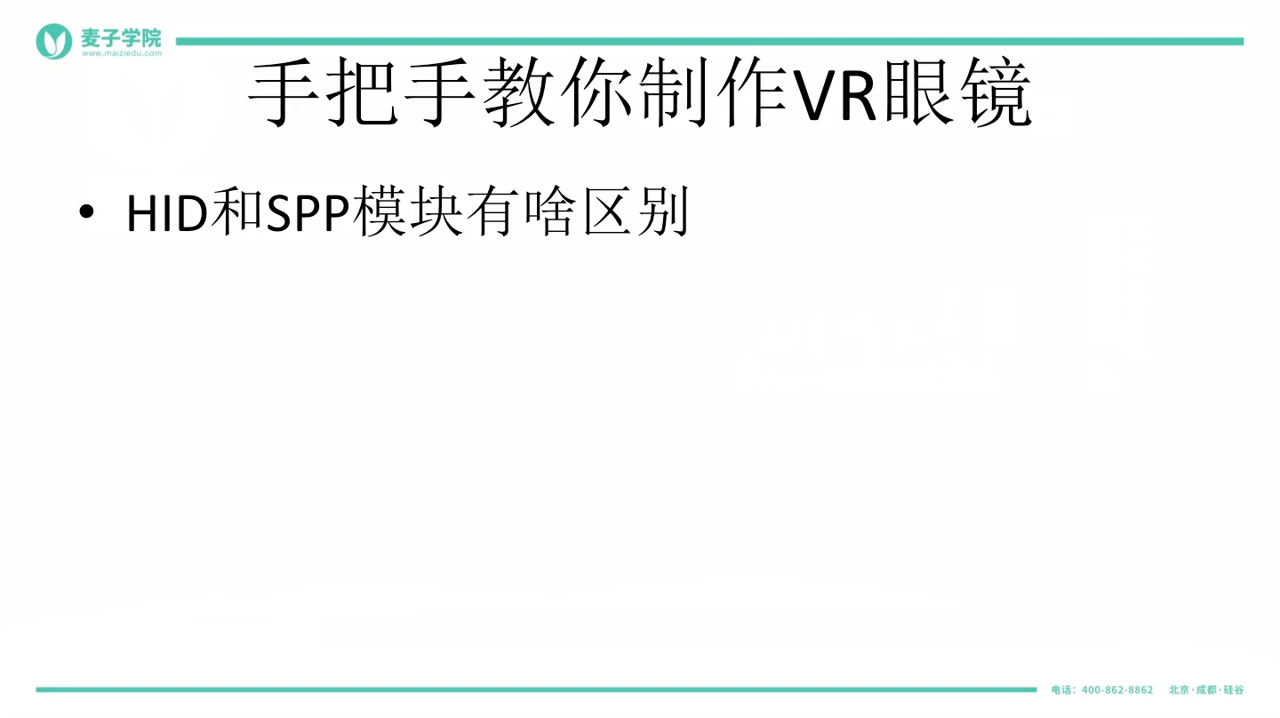 麦子学院
www.maiziedu.com
手把手教你制作VR眼镜
• HID和SPP模块有啥区别
电话：400-862-8862 北京·成都·硅谷